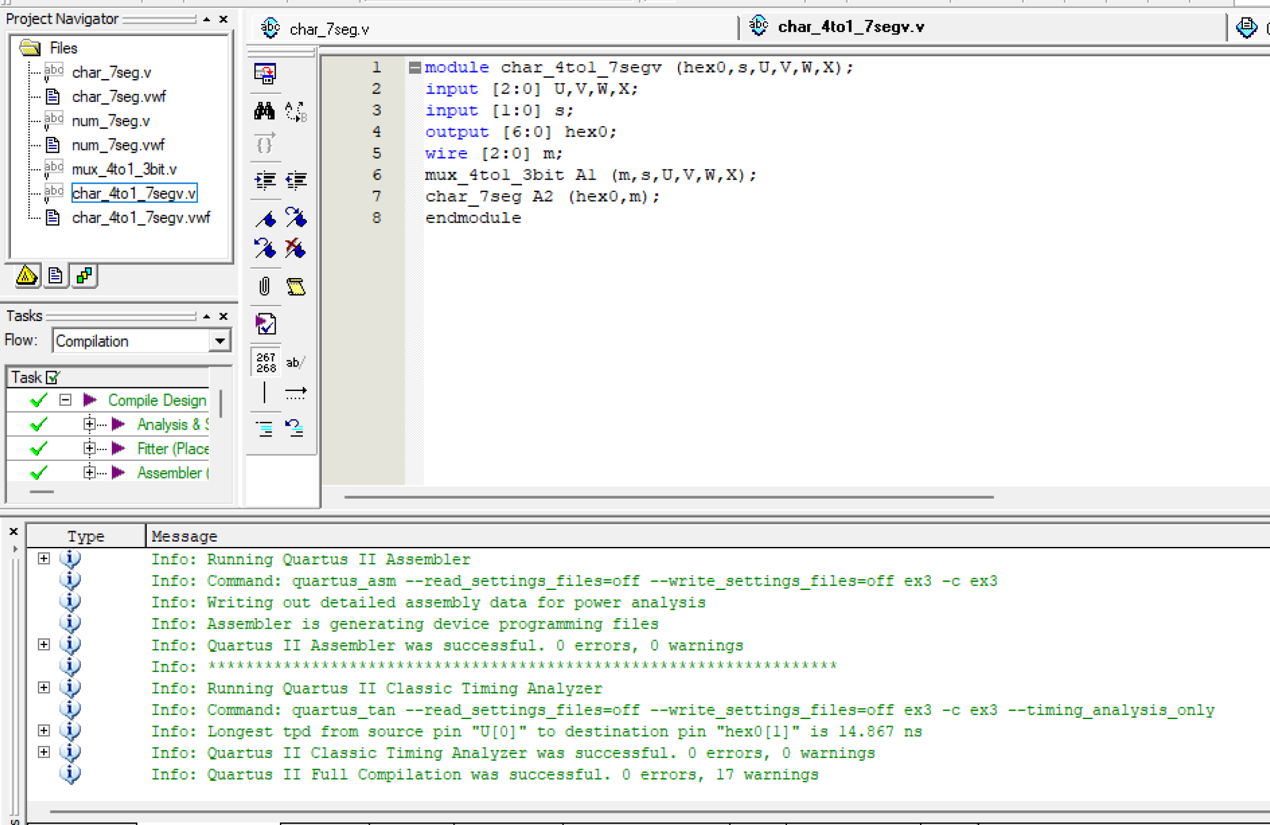 Project Navigator
Files
char_7seg.v
char_7seg.vwf
num_7seg.v
num_7seg.vwf
mux_4to1_3bit.v
char_4to1_7segv.v
char_4to1_7segv.vwf
Tasks
Flow: Compilation
Task
Compile Design
Analysis & S
Fitter (Place
Assembler (
char_7seg.v
char_4to1_7segv.v
267
268
ab/
1 module char_4to1_7segv (hex0,s,U,V,W,X);
2 input [2:0] U,V,W,X;
3 input [1:0] s;
4 output [6:0] hex0;
5 wire [2:0] m;
6 mux_4to1_3bit A1 (m,s,U,V,W,X);
7 char_7seg A2 (hex0,m);
8 endmodule
Type Message
Info: Running Quartus II Assembler
Info: Command: quartus_asm --read_settings_files=off --write_settings_files=off ex3 -c ex3
Info: Writing out detailed assembly data for power analysis
Info: Assembler is generating device programming files
Info: Quartus II Assembler was successful. 0 errors, 0 warnings
Info: *******************************************************************
Info: Running Quartus II Classic Timing Analyzer
Info: Command: quartus_tan --read_settings_files=off --write_settings_files=off ex3 -c ex3 --timing_analysis_only
Info: Longest tpd from source pin "U[0]" to destination pin "hex0[1]" is 14.867 ns
Info: Quartus II Classic Timing Analyzer was successful. 0 errors, 0 warnings
Info: Quartus II Full Compilation was successful. 0 errors, 17 warnings